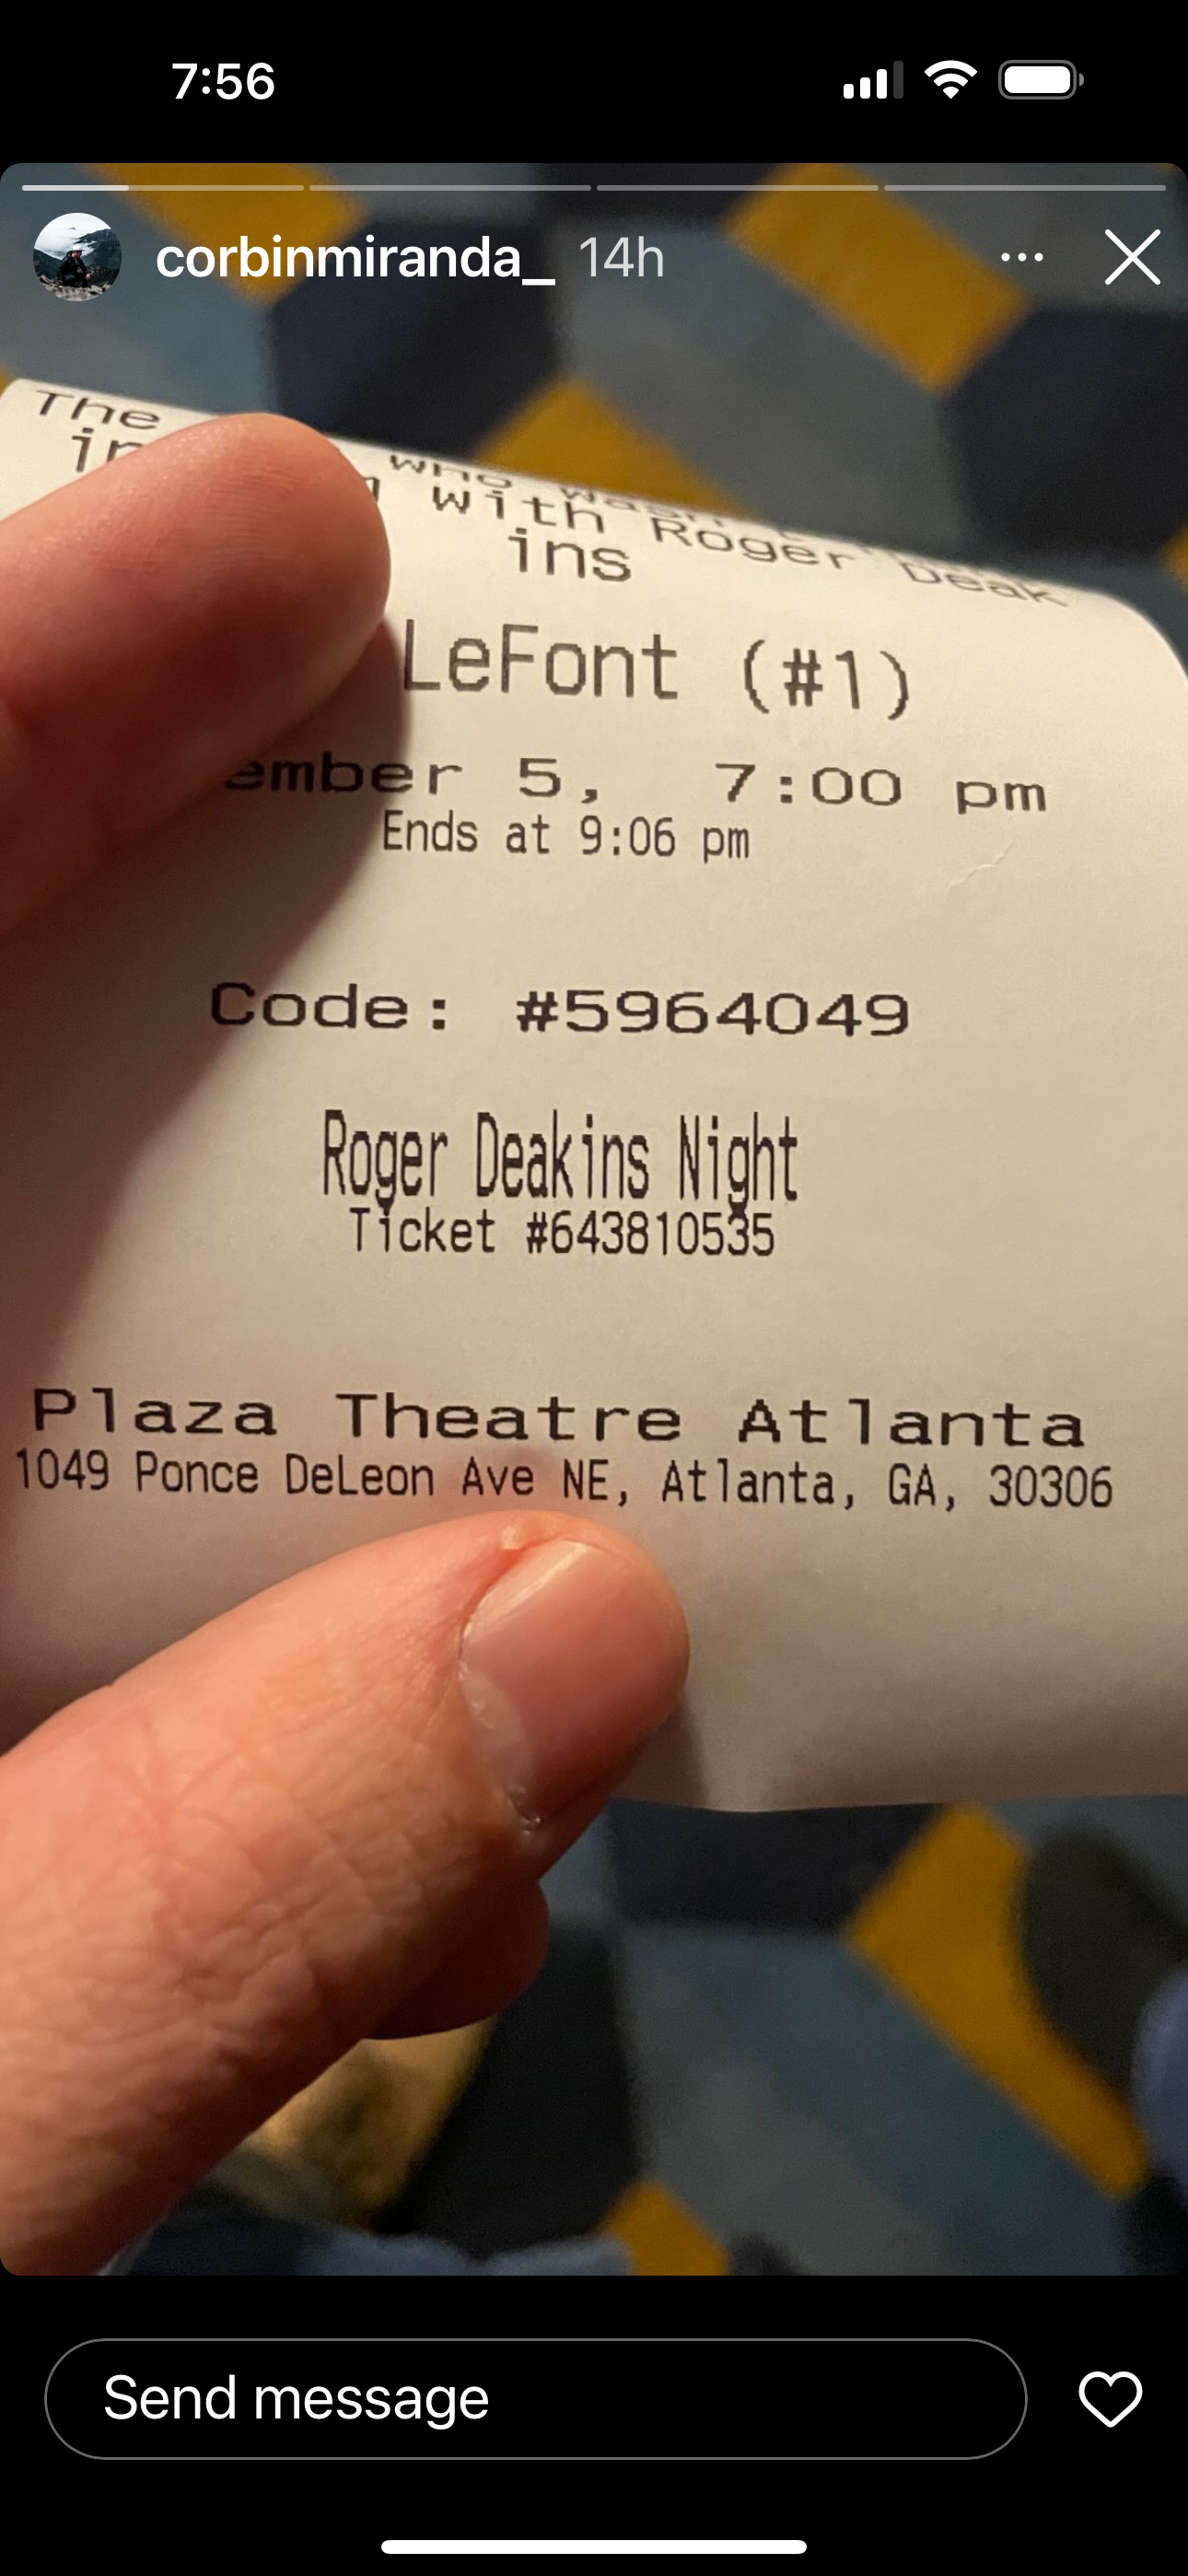 7:56
corbinmiranda_ 14h
The who wasn't
with Roger Deak
ins
LeFont (#1)
ember 5, 7:00 pm
Ends at 9:06 pm
Code: #5964049
Roger Deakins Night
Ticket #643810535
Plaza Theatre Atlanta
1049 Ponce DeLeon Ave NE, Atlanta, GA, 30306
Send message